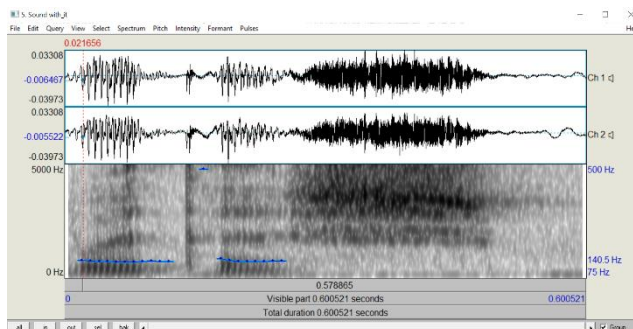 5. Sound with_it
File Edit Query View Select Spectrum Pitch Intensity Formant Pulses He
0.021656
0.03308
-0.006467
-0.03973
Ch 1
0.03308
-0.005522
-0.03973
Ch 2
5000 Hz 500 Hz
140.5 Hz
0 Hz 75 Hz
0.578865
0 Visible part 0.600521 seconds 0.600521
Total duration 0.600521 seconds
all in out sel bak Group